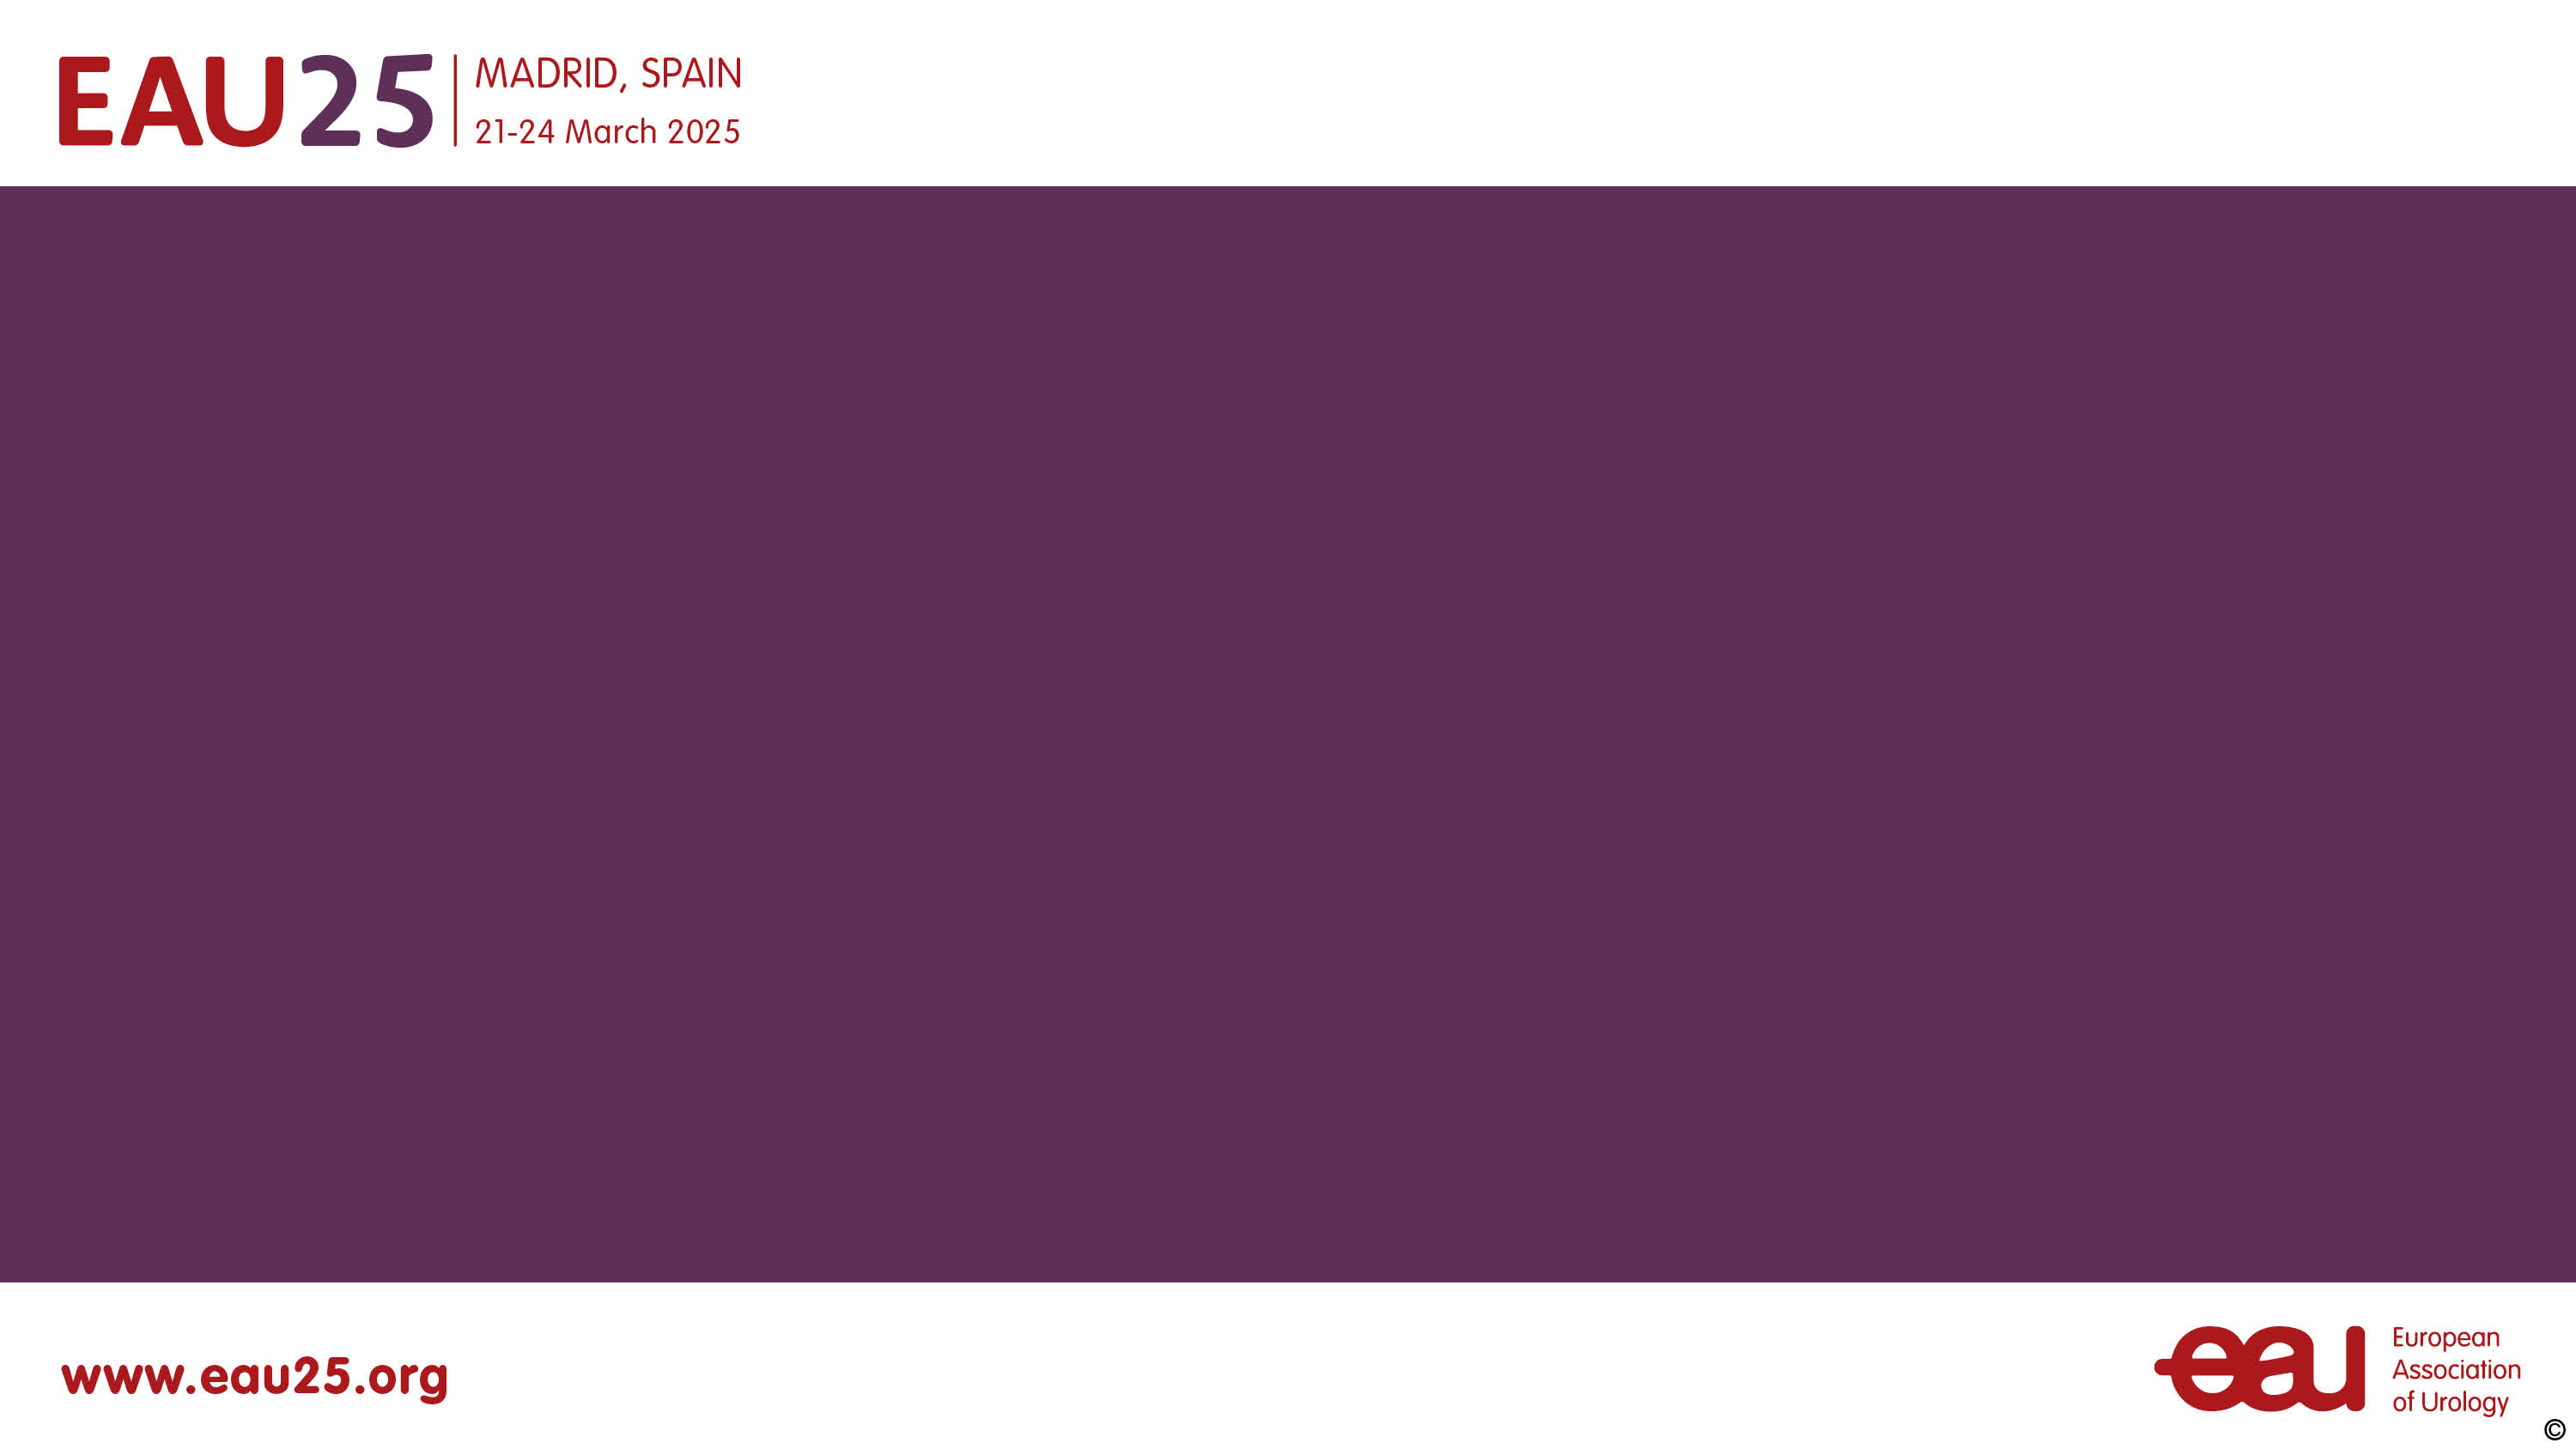 EAU25
MADRID, SPAIN
21-24 March 2025
www.eau25.org
eau
European
Association
of Urology
©